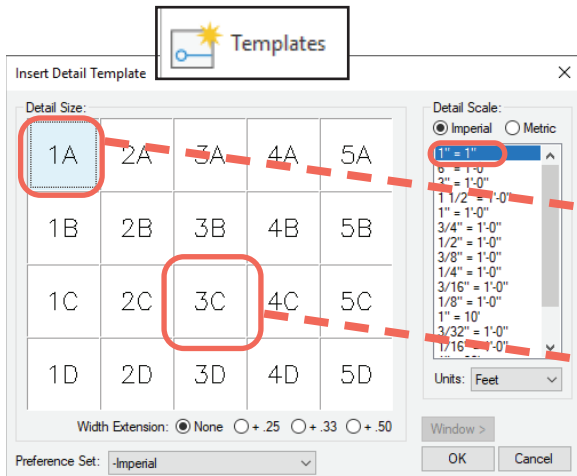 Templates
Insert Detail Template
Detail Size:
1A 2A 3A 4A 5A
1B 2B 3B 4B 5B
1C 2C 3C 4C 5C
1D 2D 3D 4D 5D
Width Extension: None + .25 + .33 + .50
Preference Set: -Imperial
Detail Scale:
Imperial Metric
1" = 1"
6" = 1'-0"
3" = 1'-0"
1 1/2" = 1'-0"
1" = 1'-0"
3/4" = 1'-0"
1/2" = 1'-0"
3/8" = 1'-0"
1/4" = 1'-0"
3/16" = 1'-0"
1/8" = 1'-0"
1" = 10'
3/32" = 1'-0"
1/16" = 1'-0"
Units: Feet
Window >
OK Cancel